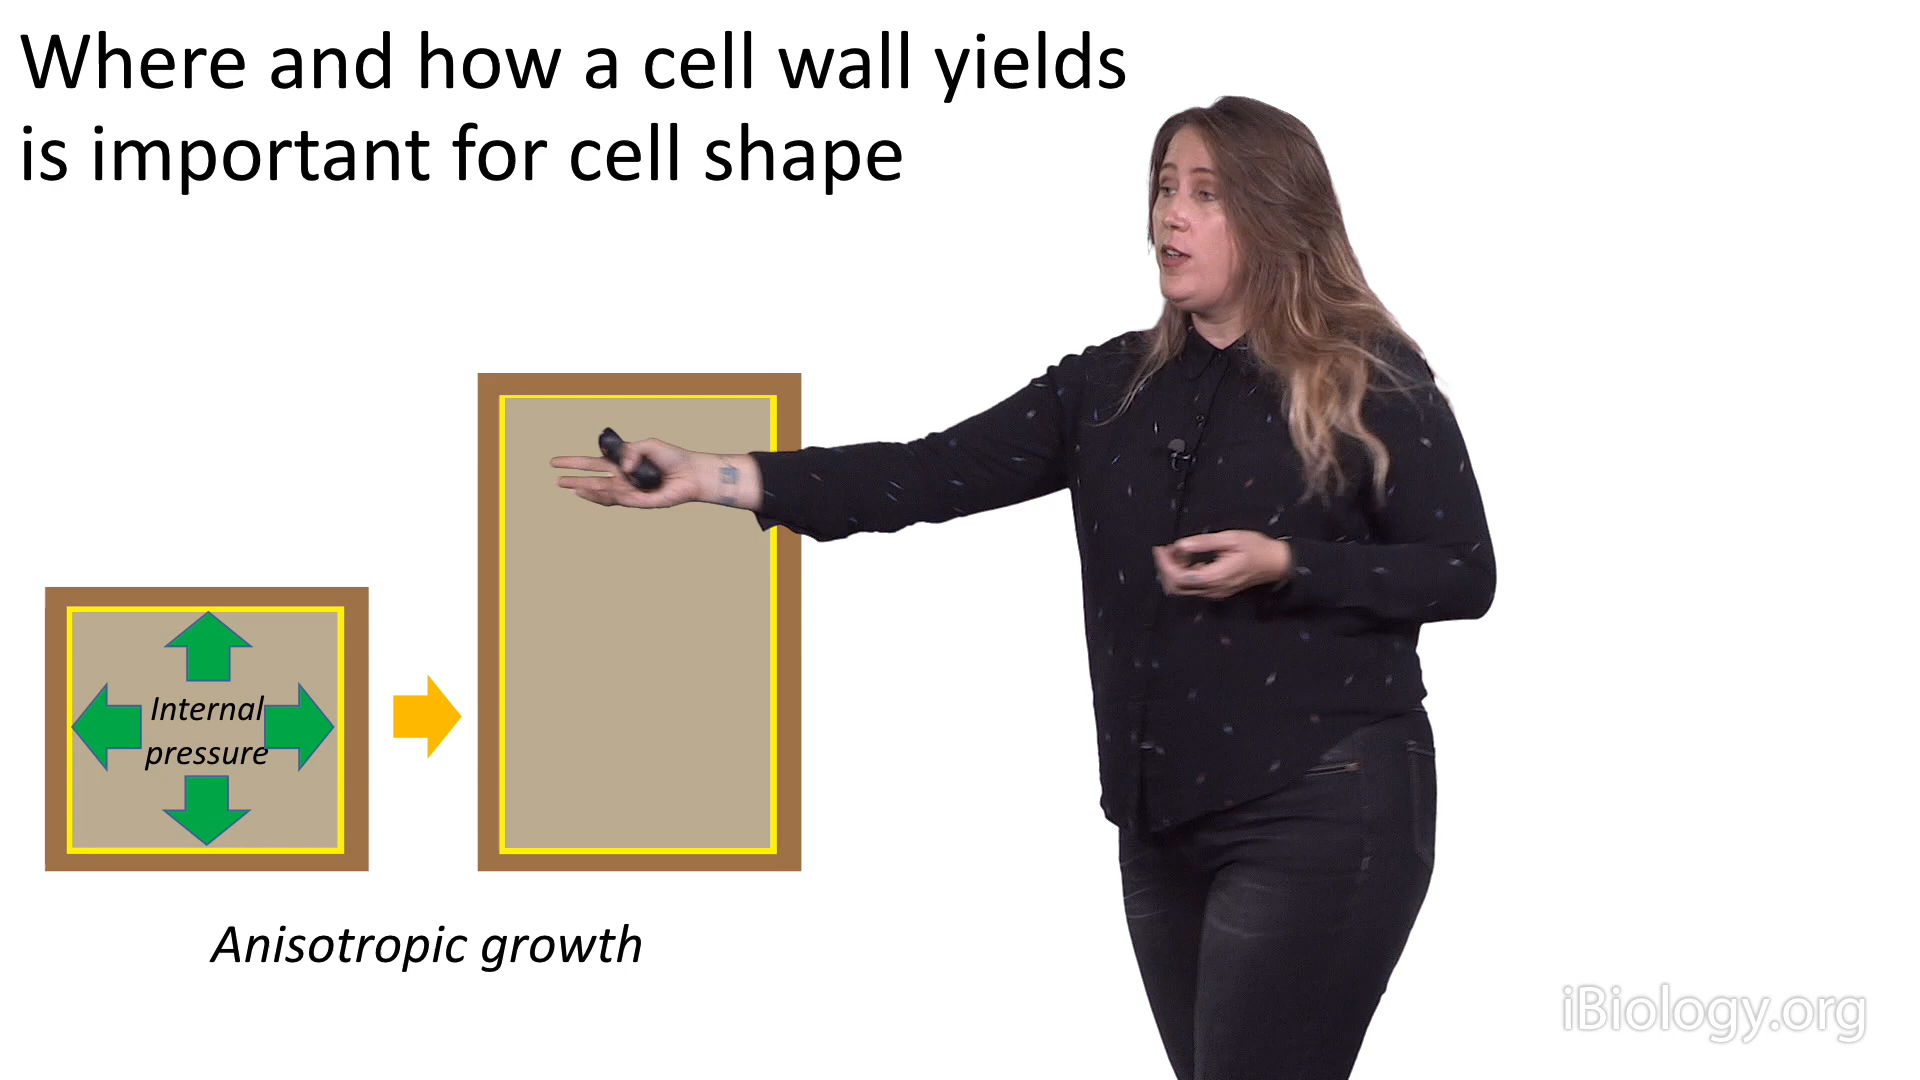 Where and how a cell wall yields
is important for cell shape
Internal
pressure
Anisotropic growth
iBiology.org